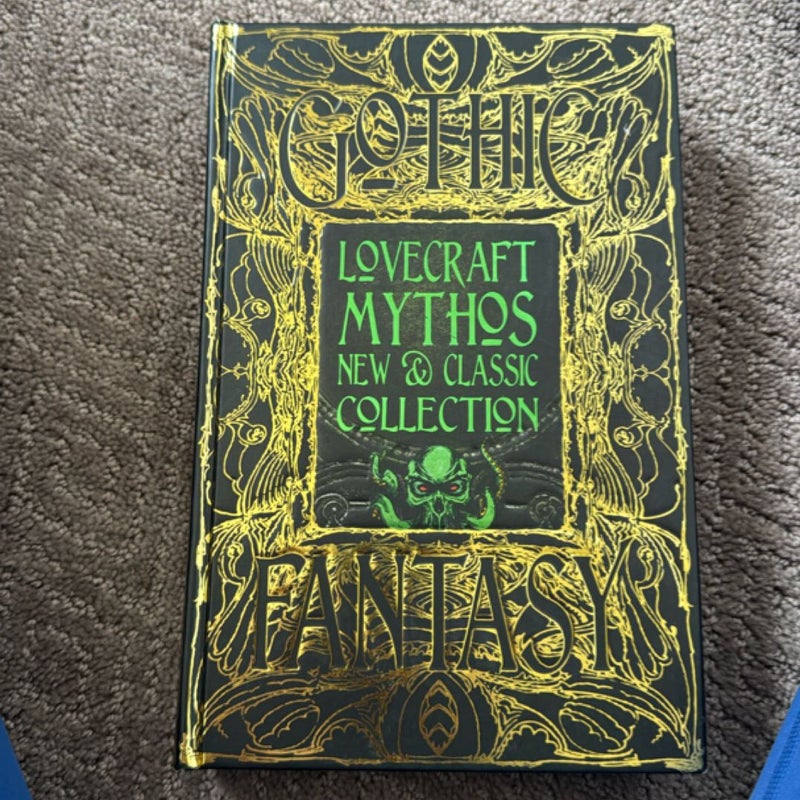 GOTHIC
LOVECRAFT
MYTHOS
NEW & CLASSIC
COLLECTION
FANTASY